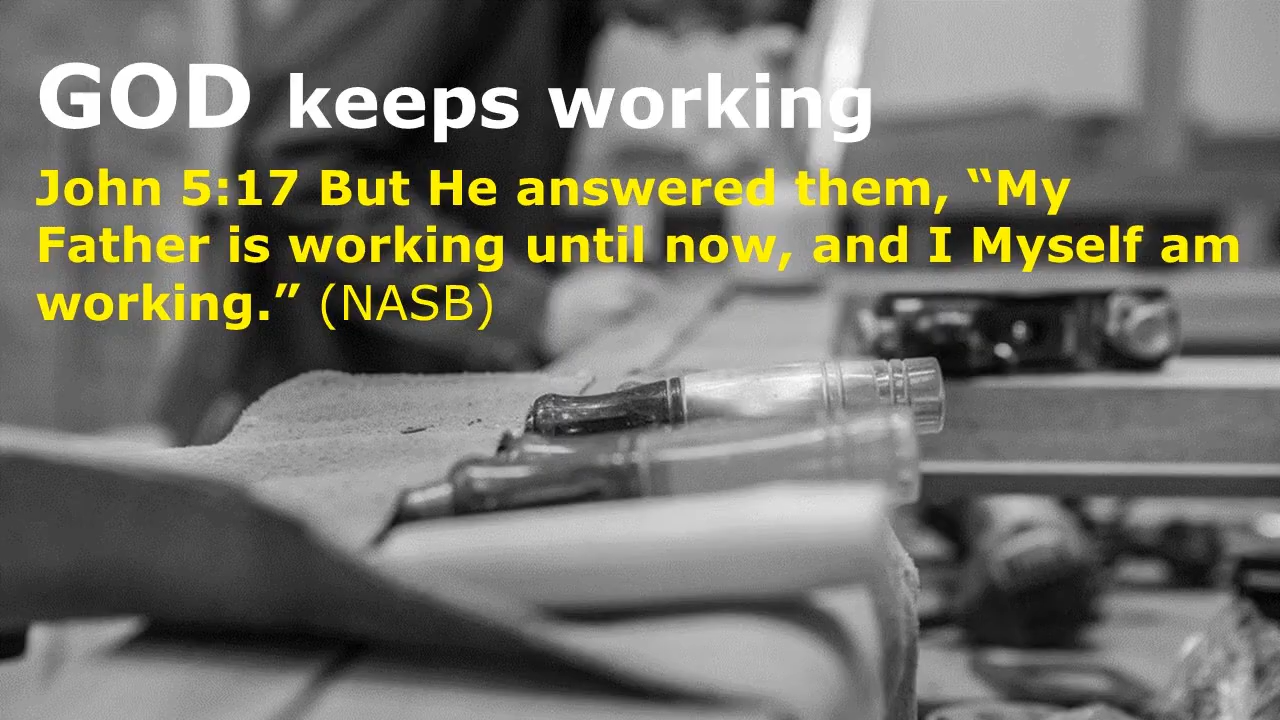 GOD keeps working
John 5:17 But He answered them, “My
Father is working until now, and I Myself am
working.” (NASB)